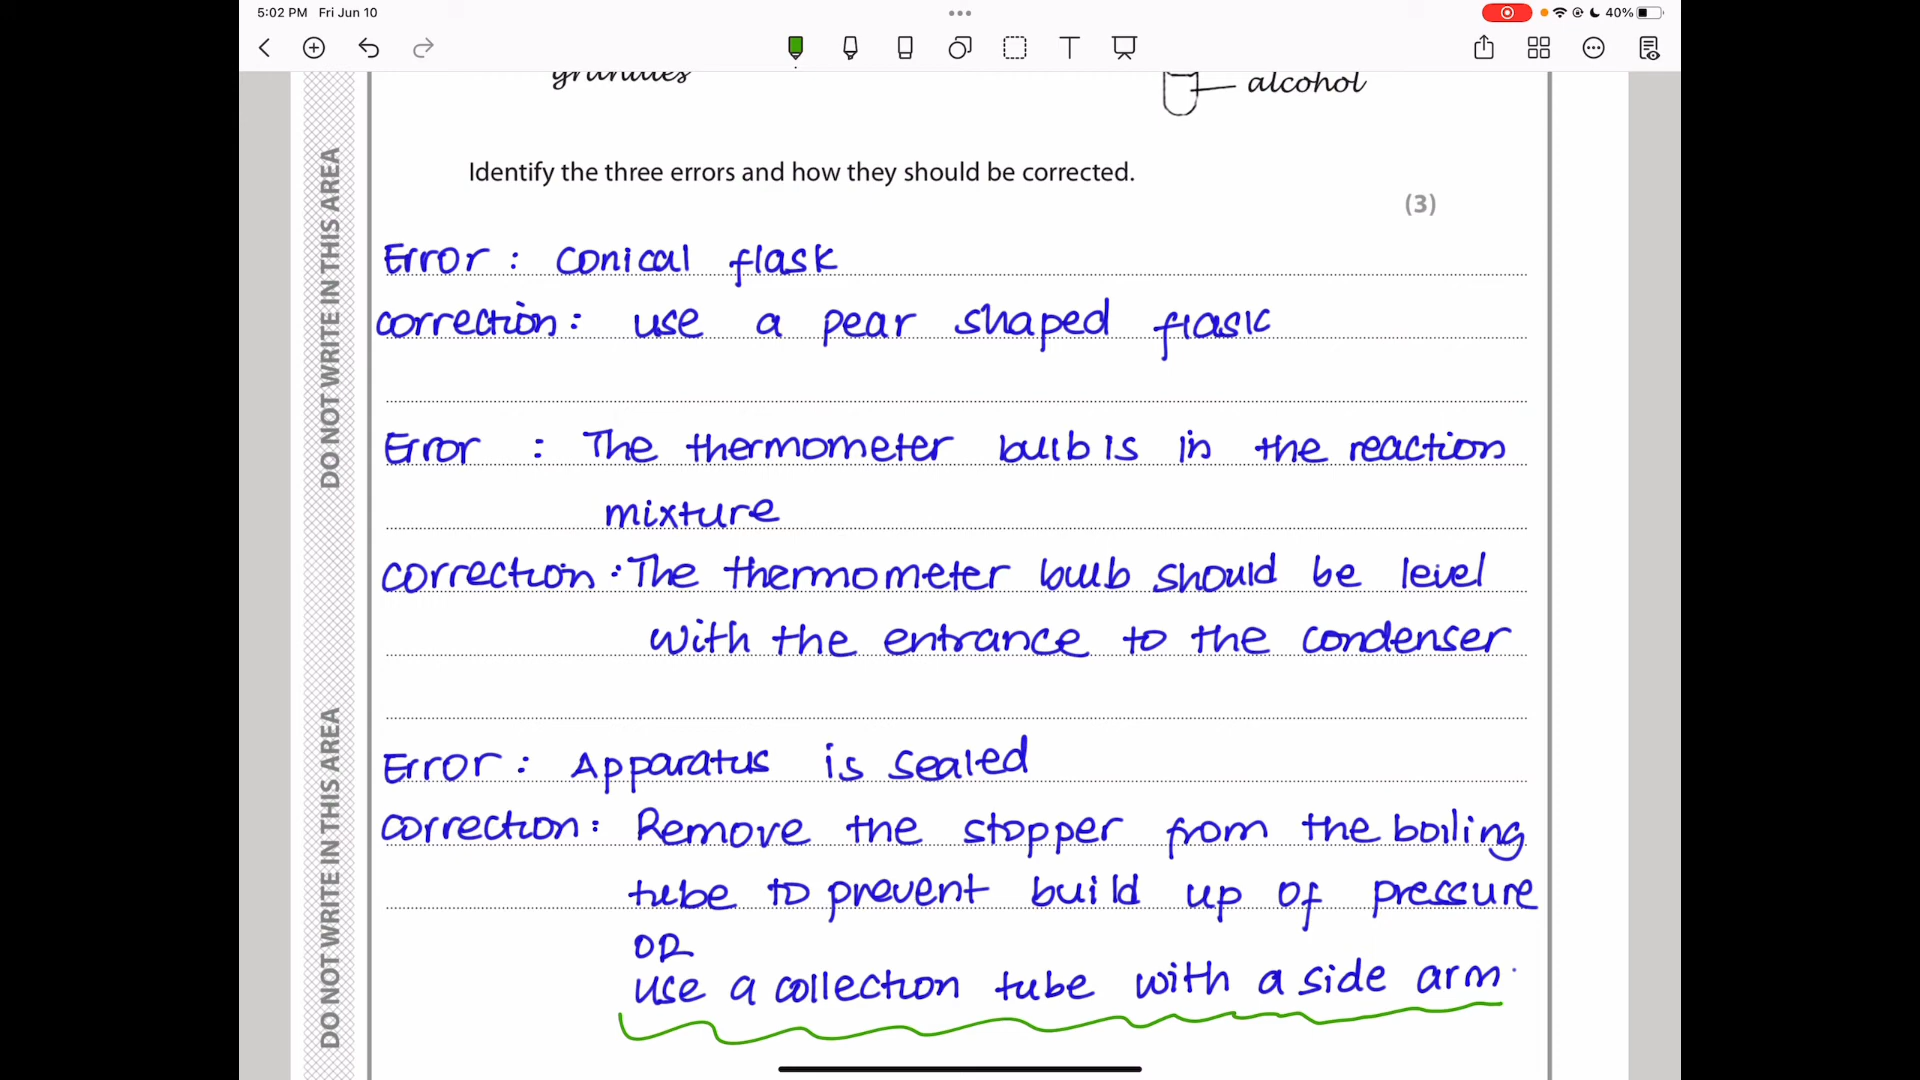 5:02 PM Fri Jun 10
40%
granules
alcohol
Identify the three errors and how they should be corrected.
(3)
Error : conical flask
correction : use a pear shaped flask
Error : The thermometer bulb is in the reaction
mixture
correction : The thermometer bulb should be level
with the entrance to the condenser
Error : Apparatus is sealed
correction : Remove the stopper from the boiling
tube to prevent build up of pressure
OR
use a collection tube with a side arm.
DO NOT WRITE IN THIS AREA
DO NOT WRITE IN THIS AREA